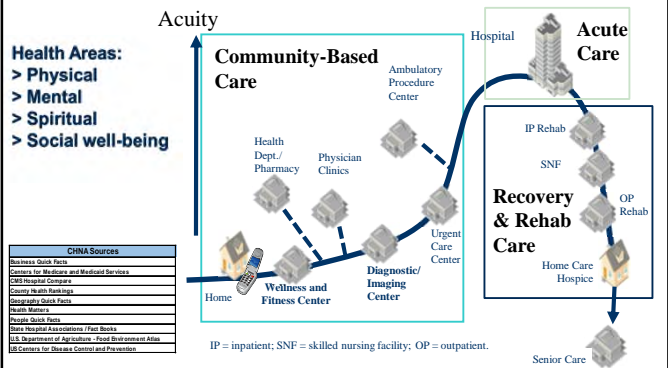 Acuity
Health Areas:
> Physical
> Mental
> Spiritual
> Social well-being
Community-Based
Care
Ambulatory
Procedure
Center
Health
Dept./
Pharmacy
Physician
Clinics
Urgent
Care
Center
Home
Wellness and
Fitness Center
Diagnostic/
Imaging
Center
Hospital
Acute
Care
IP Rehab
SNF
OP
Rehab
Recovery
& Rehab
Care
Home Care
Hospice
Senior Care
CHNA Sources
Business Quick Facts
Centers for Medicare and Medicaid Services
CMS Hospital Compare
County Health Rankings
Geography Quick Facts
Health Matters
People Quick Facts
State Hospital Associations / Fact Books
U.S. Department of Agriculture - Food Environment Atlas
US Centers for Disease Control and Prevention
IP = inpatient; SNF = skilled nursing facility; OP = outpatient.